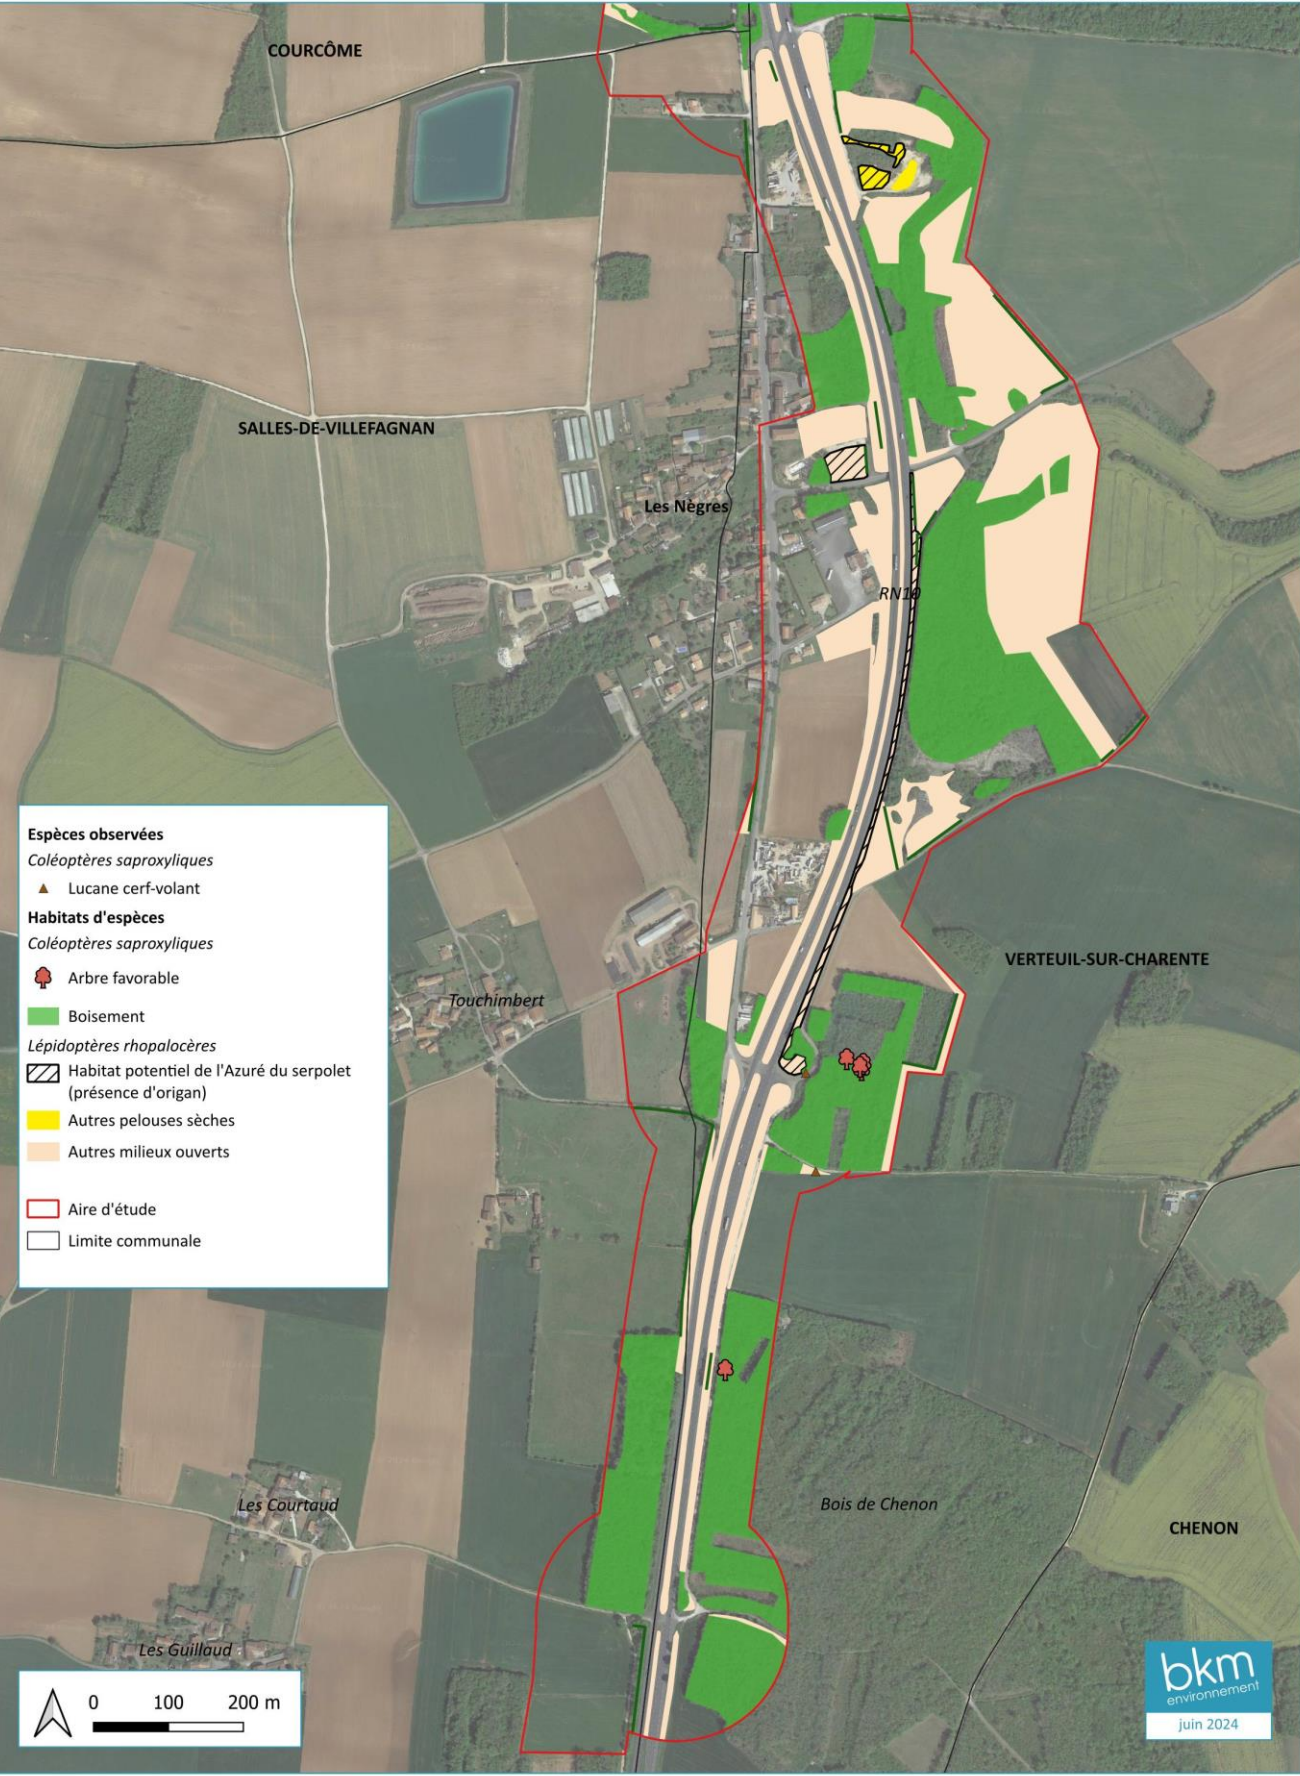 COURCÔME
SALLES-DE-VILLEFAGNAN
Les Nègres
RN10
Espèces observées
Coléoptères saproxyliques
Lucane cerf-volant
Habitats d'espèces
Coléoptères saproxyliques
Arbre favorable
Boisement
Lépidoptères rhopalocères
Habitat potentiel de l'Azuré du serpolet
(présence d'origan)
Autres pelouses sèches
Autres milieux ouverts
Aire d'étude
Limite communale
VERTEUIL-SUR-CHARENTE
Touchimbert
Les Courtaud
Bois de Chenon
CHENON
Les Guillaud
0 100 200 m
bkm
environnement
juin 2024